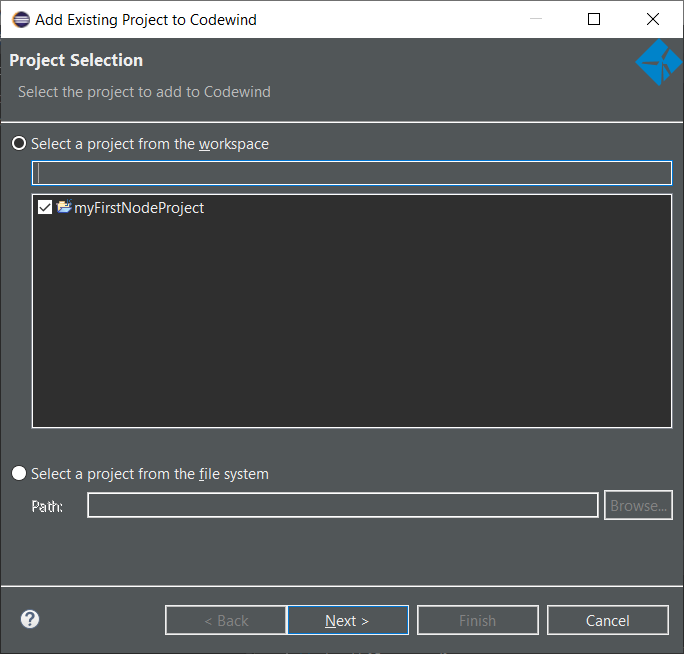 Add Existing Project to Codewind
Project Selection
Select the project to add to Codewind
Select a project from the workspace
myFirstNodeProject
Select a project from the file system
Path:
Browse...
?
< Back
Next >
Finish
Cancel